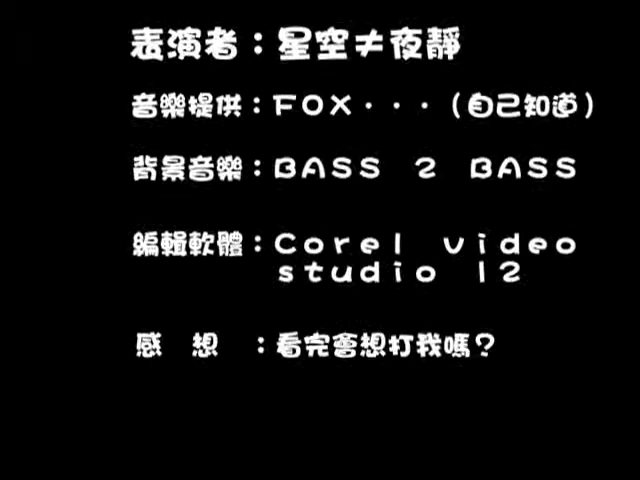 表演者：星空≠夜靜
音樂提供：ＦＯＸ・・・（自己知道）
背景音樂：ＢＡＳＳ　２　ＢＡＳＳ
編輯軟體：Ｃｏｒｅｌ　ｖｉｄｅｏ
ｓｔｕｄｉｏ　１２
感　想　：看完會想打我嗎？